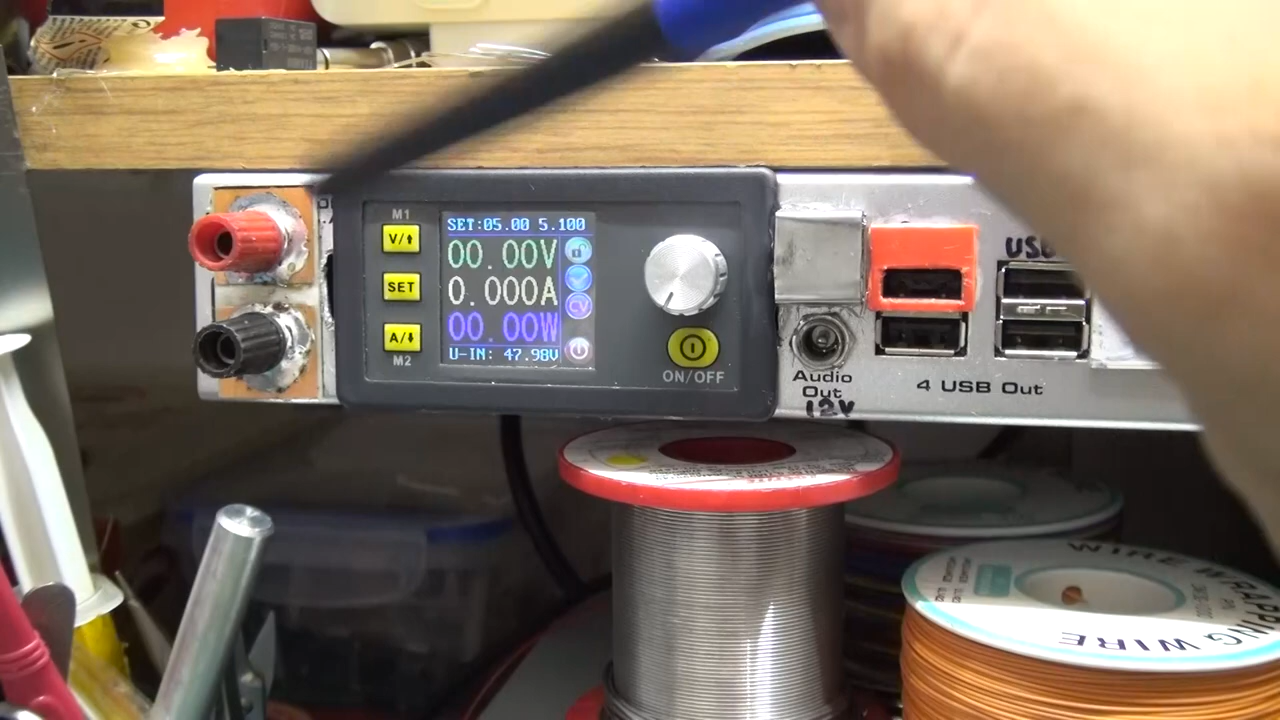 M1
V/⬆
SET
A/⬇
M2
SET:05.00 5.100
00.00V
0.000A
00.00W
CV
U-IN: 47.98V
ON/OFF
Audio
Out
12V
4 USB Out
USB
WIRE WRAPPING
WIRE